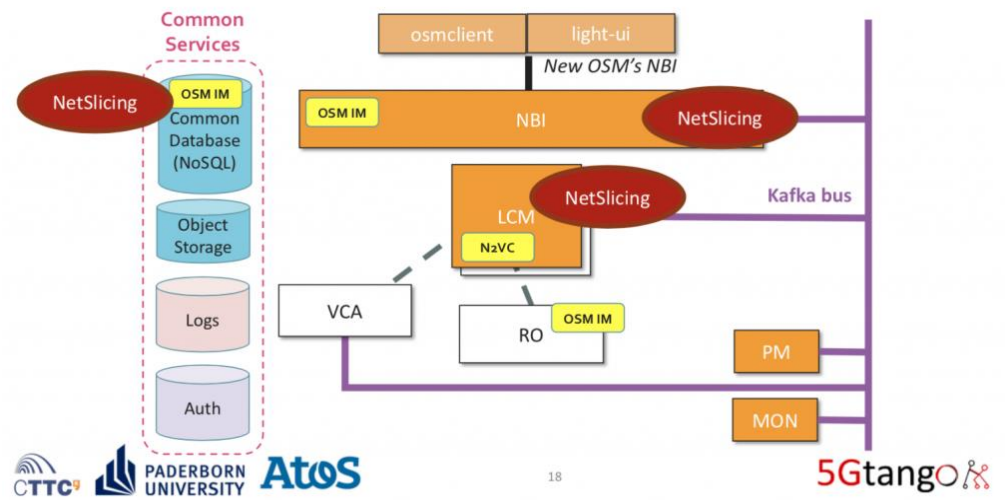 Common
Services
osmclient
light-ui
New OSM's NBI
NetSlicing
OSM IM
Common
Database
(NoSQL)
OSM IM
NBI
NetSlicing
NetSlicing
LCM
N2VC
Kafka bus
Object
Storage
VCA
OSM IM
RO
Logs
PM
Auth
MON
CTTC9
PADERBORN
UNIVERSITY
Atos
18
5Gtango